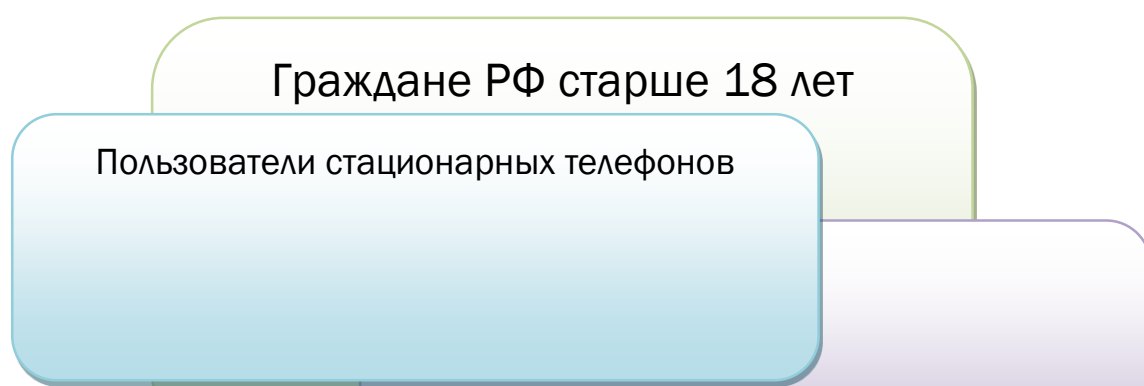 Граждане РФ старше 18 лет
Пользователи стационарных телефонов